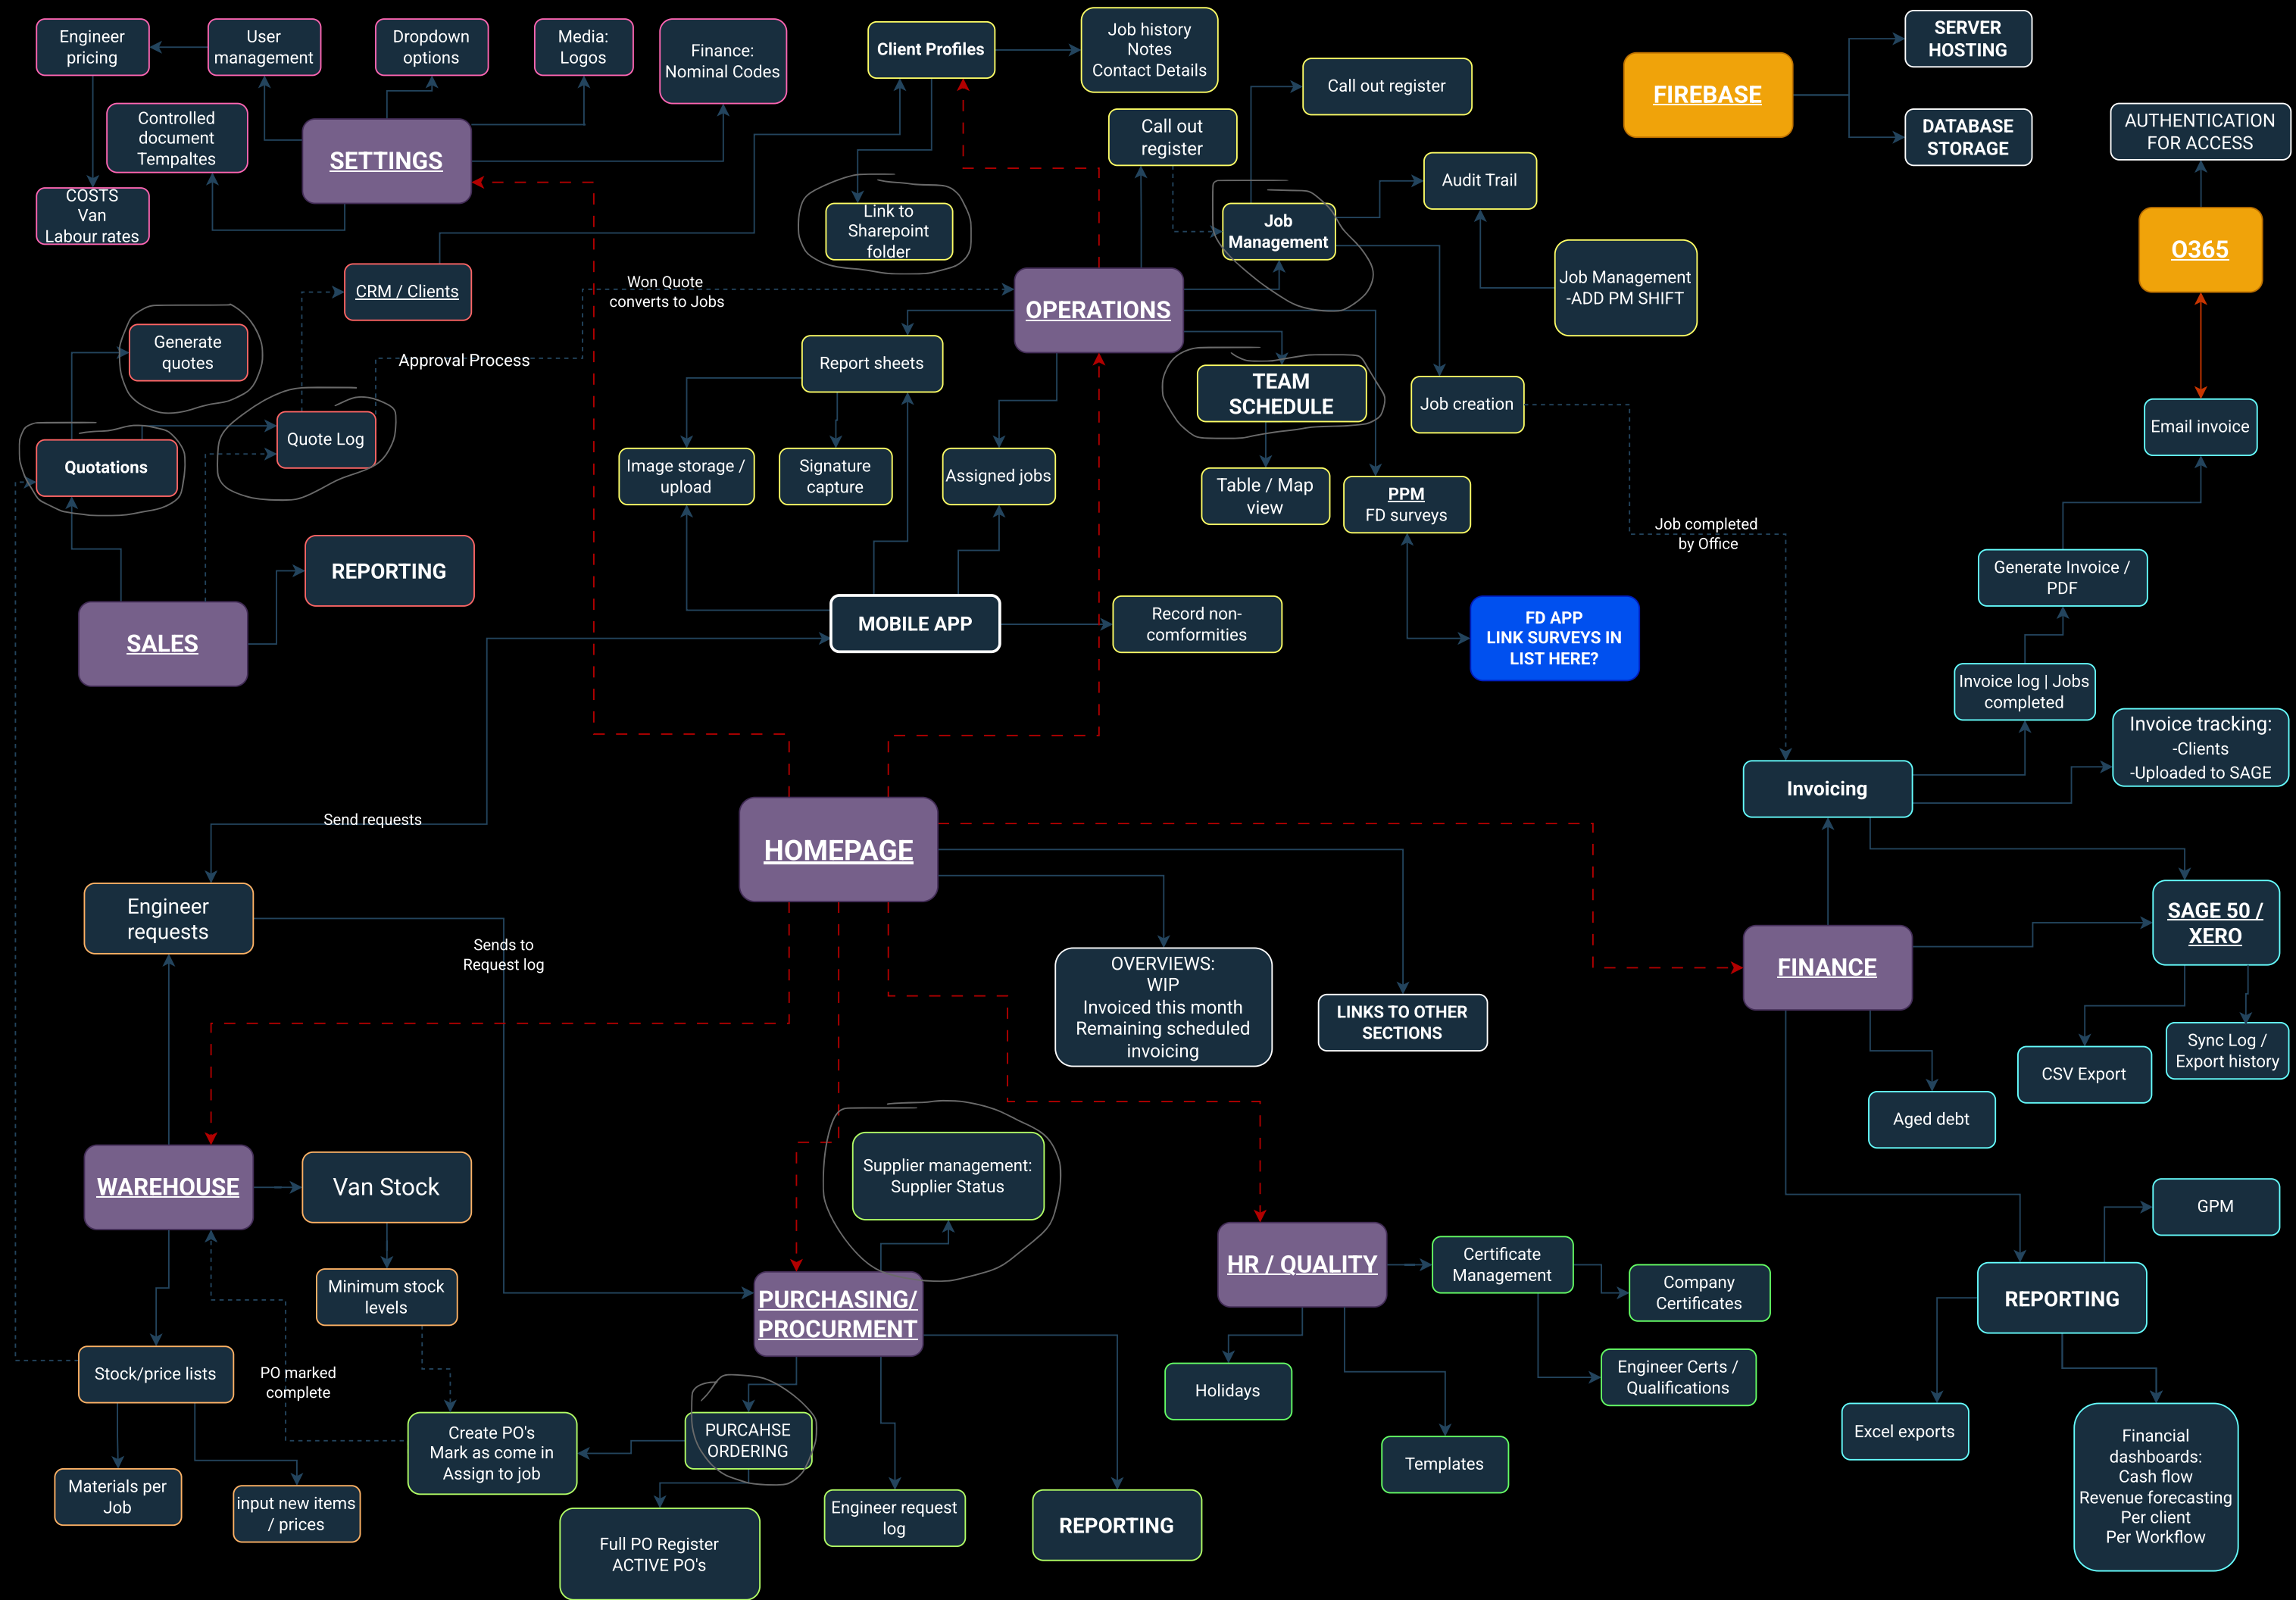 Engineer
pricing
User
management
Dropdown
options
Media:
Logos
Finance:
Nominal Codes
Controlled
document
Tempaltes
SETTINGS
COSTS
Van
Labour rates
CRM / Clients
Client Profiles
Job history
Notes
Contact Details
Link to
Sharepoint
folder
Call out
register
Call out register
Job
Management
Audit Trail
Job Management
-ADD PM SHIFT
FIREBASE
SERVER
HOSTING
DATABASE
STORAGE
AUTHENTICATION
FOR ACCESS
O365
Email invoice
Won Quote
converts to Jobs
Approval Process
OPERATIONS
Generate
quotes
Quote Log
Quotations
REPORTING
SALES
Report sheets
Image storage /
upload
Signature
capture
Assigned jobs
TEAM
SCHEDULE
Table / Map
view
PPM
FD surveys
Job creation
Job completed
by Office
MOBILE APP
Record non-
comformities
FD APP
LINK SURVEYS IN
LIST HERE?
Generate Invoice /
PDF
Invoice log | Jobs
completed
Invoice tracking:
-Clients
-Uploaded to SAGE
Invoicing
Send requests
HOMEPAGE
Engineer
requests
Sends to
Request log
OVERVIEWS:
WIP
Invoiced this month
Remaining scheduled
invoicing
LINKS TO OTHER
SECTIONS
FINANCE
SAGE 50 /
XERO
Sync Log /
Export history
CSV Export
Aged debt
WAREHOUSE
Van Stock
Minimum stock
levels
Stock/price lists
PO marked
complete
Materials per
Job
input new items
/ prices
Create PO's
Mark as come in
Assign to job
Supplier management:
Supplier Status
PURCHASING/
PROCURMENT
PURCAHSE
ORDERING
Full PO Register
ACTIVE PO's
Engineer request
log
REPORTING
HR / QUALITY
Certificate
Management
Company
Certificates
Engineer Certs /
Qualifications
Holidays
Templates
GPM
REPORTING
Excel exports
Financial
dashboards:
Cash flow
Revenue forecasting
Per client
Per Workflow